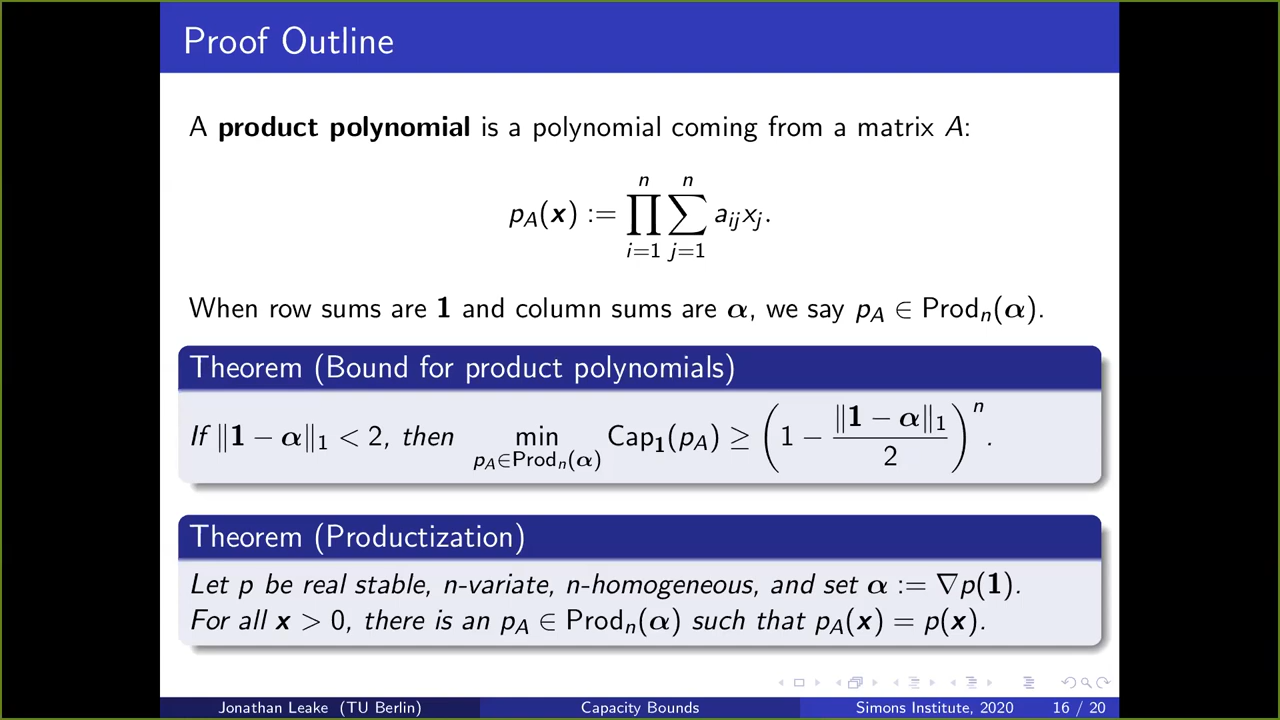 Proof Outline
A product polynomial is a polynomial coming from a matrix A:
p_A(x) := ∏_{i=1}^{n} ∑_{j=1}^{n} a_{ij} x_j.
When row sums are 1 and column sums are α, we say p_A ∈ Prod_n(α).
Theorem (Bound for product polynomials)
If ‖1 − α‖_1 < 2, then min_{p_A∈Prod_n(α)} Cap_1(p_A) ≥ (1 − ‖1 − α‖_1 / 2)^n.
Theorem (Productization)
Let p be real stable, n-variate, n-homogeneous, and set α := ∇p(1).
For all x > 0, there is an p_A ∈ Prod_n(α) such that p_A(x) = p(x).
Jonathan Leake (TU Berlin) Capacity Bounds Simons Institute, 2020 16 / 20